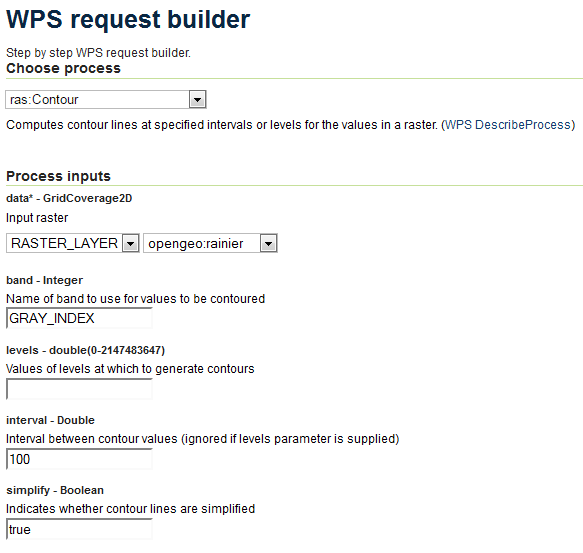 WPS request builder
Step by step WPS request builder.
Choose process
ras:Contour
Computes contour lines at specified intervals or levels for the values in a raster. (WPS DescribeProcess)
Process inputs
data* - GridCoverage2D
Input raster
RASTER_LAYER opengeo:rainier
band - Integer
Name of band to use for values to be contoured
GRAY_INDEX
levels - double(0-2147483647)
Values of levels at which to generate contours
interval - Double
Interval between contour values (ignored if levels parameter is supplied)
100
simplify - Boolean
Indicates whether contour lines are simplified
true